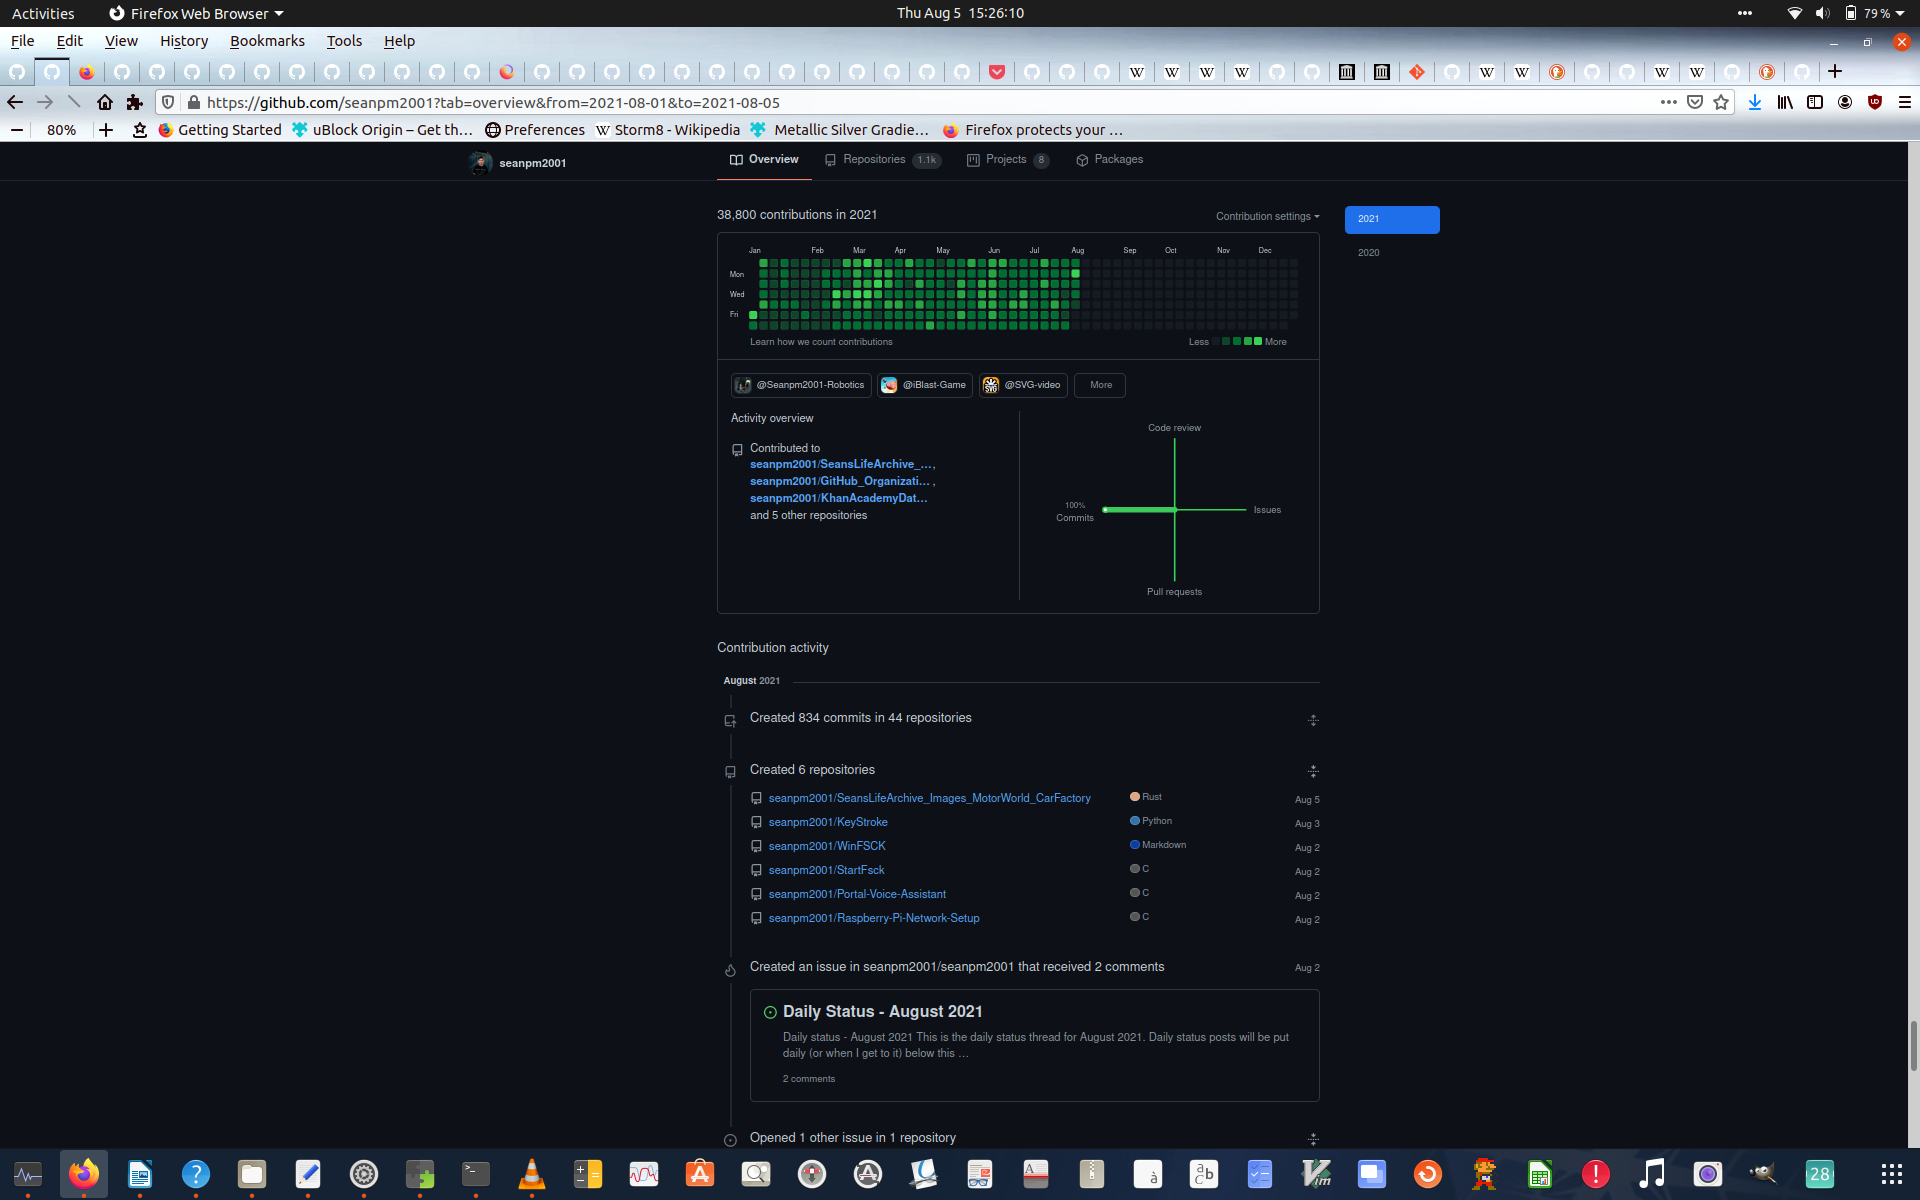 Activities Firefox Web Browser Thu Aug 5 15:26:10 79 %
File Edit View History Bookmarks Tools Help
https://github.com/seanpm2001?tab=overview&from=2021-08-01&to=2021-08-05
80% Getting Started uBlock Origin – Get th… Preferences Storm8 - Wikipedia Metallic Silver Gradie… Firefox protects your …
seanpm2001 Overview Repositories 1.1k Projects 8 Packages
38,800 contributions in 2021 Contribution settings 2021
2020
Jan Feb Mar Apr May Jun Jul Aug Sep Oct Nov Dec
Mon
Wed
Fri
Learn how we count contributions Less More
@Seanpm2001-Robotics @iBlast-Game @SVG-video More
Activity overview
Contributed to
seanpm2001/SeansLifeArchive_… ,
seanpm2001/GitHub_Organizati… ,
seanpm2001/KhanAcademyDat…
and 5 other repositories
Code review
100%
Commits
Issues
Pull requests
Contribution activity
August 2021
Created 834 commits in 44 repositories
Created 6 repositories
seanpm2001/SeansLifeArchive_Images_MotorWorld_CarFactory Rust Aug 5
seanpm2001/KeyStroke Python Aug 3
seanpm2001/WinFSCK Markdown Aug 2
seanpm2001/StartFsck C Aug 2
seanpm2001/Portal-Voice-Assistant C Aug 2
seanpm2001/Raspberry-Pi-Network-Setup C Aug 2
Created an issue in seanpm2001/seanpm2001 that received 2 comments Aug 2
Daily Status - August 2021
Daily status - August 2021 This is the daily status thread for August 2021. Daily status posts will be put
daily (or when I get to it) below this …
2 comments
Opened 1 other issue in 1 repository
28